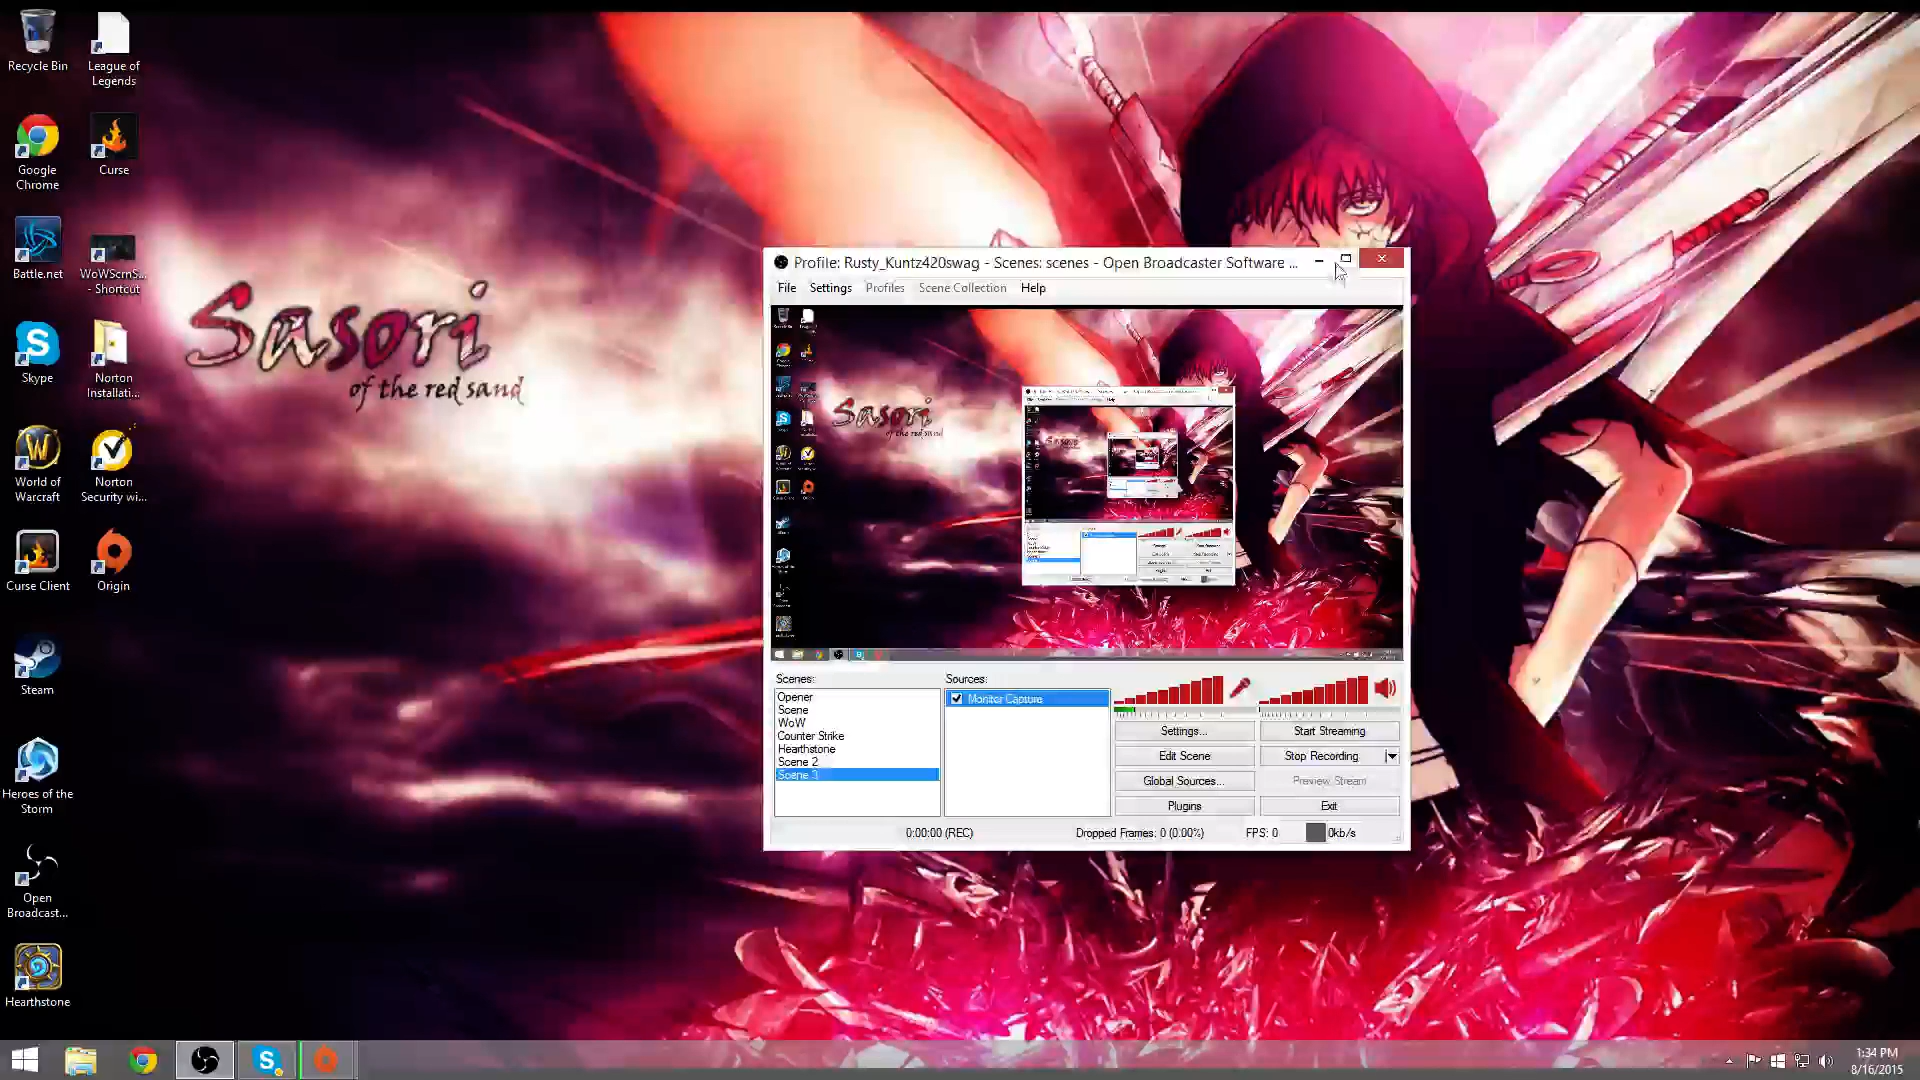 Recycle Bin
League of
Legends
Google
Chrome
Curse
Battle.net
WoWScrnS...
- Shortcut
Skype
Norton
Installati...
World of
Warcraft
Norton
Security wi...
Curse Client
Origin
Steam
Heroes of the
Storm
Open
Broadcast...
Hearthstone
Sasori
of the red sand
Profile: Rusty_Kuntz420swag - Scenes: scenes - Open Broadcaster Software ...
File Settings Profiles Scene Collection Help
Sasori
of the red sand
Scenes:
Opener
Scene
WoW
Counter Strike
Hearthstone
Scene 2
Scene 3
Sources:
Monitor Capture
Settings...
Start Streaming
Edit Scene
Stop Recording
Global Sources...
Preview Stream
Plugins
Exit
0:00:00 (REC)
Dropped Frames: 0 (0.00%)
FPS: 0
0kb/s
1:34 PM
8/16/2015